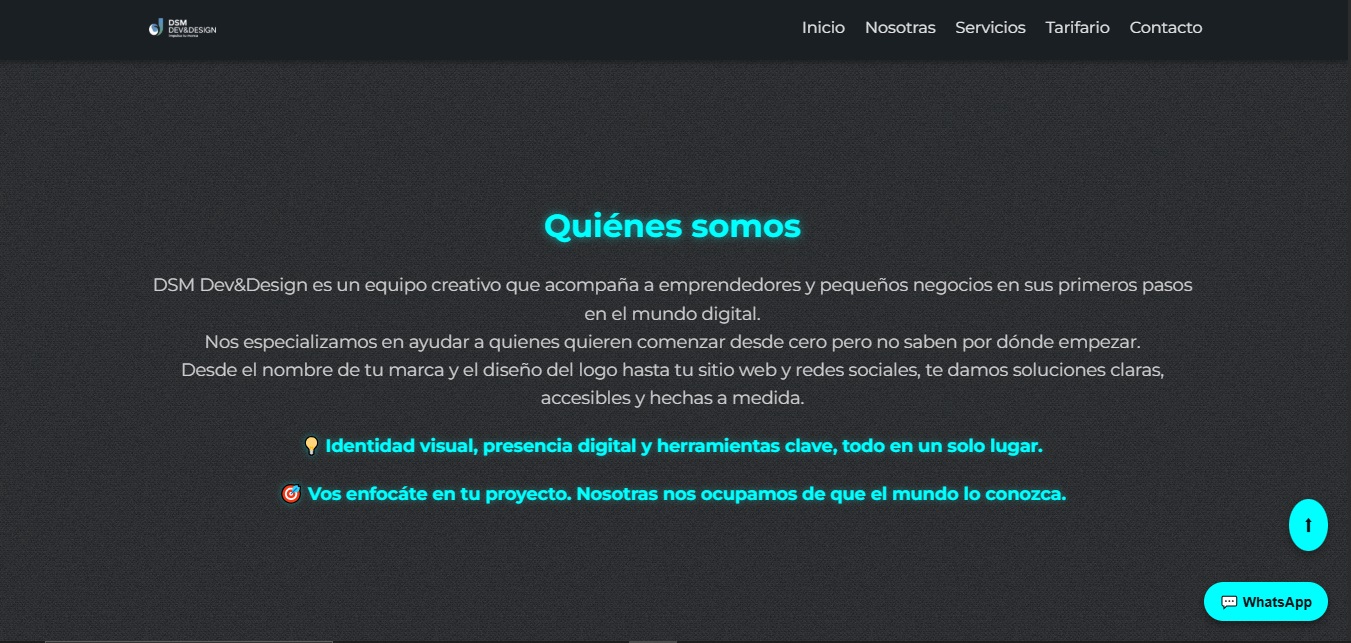 DSM
DEV&DESIGN
Inicio Nosotras Servicios Tarifario Contacto
Quiénes somos
DSM Dev&Design es un equipo creativo que acompaña a emprendedores y pequeños negocios en sus primeros pasos
en el mundo digital.
Nos especializamos en ayudar a quienes quieren comenzar desde cero pero no saben por dónde empezar.
Desde el nombre de tu marca y el diseño del logo hasta tu sitio web y redes sociales, te damos soluciones claras,
accesibles y hechas a medida.
💡 Identidad visual, presencia digital y herramientas clave, todo en un solo lugar.
🎯 Vos enfocáte en tu proyecto. Nosotras nos ocupamos de que el mundo lo conozca.
⬆
💬 WhatsApp